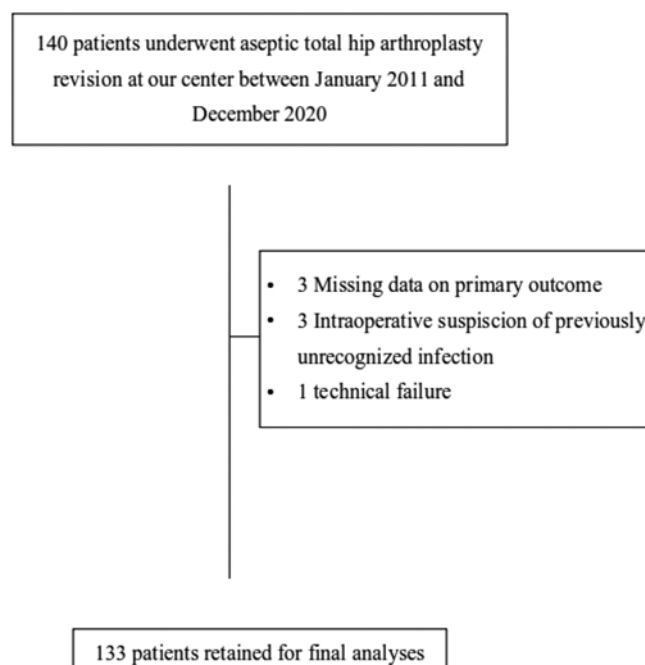 140 patients underwent aseptic total hip arthroplasty
revision at our center between January 2011 and
December 2020
• 3 Missing data on primary outcome
• 3 Intraoperative suspiscion of previously
unrecognized infection
• 1 technical failure
133 patients retained for final analyses